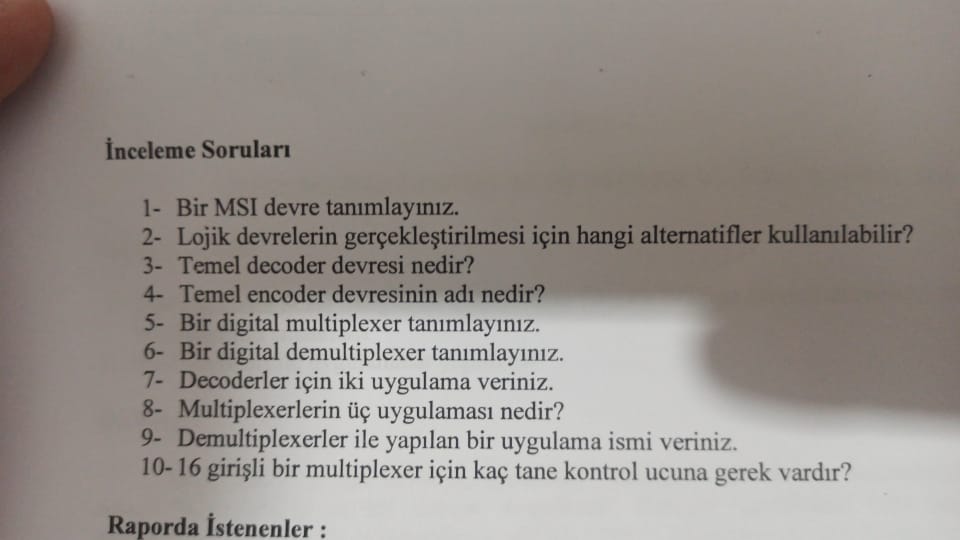 İnceleme Soruları
1- Bir MSI devre tanımlayınız.
2- Lojik devrelerin gerçekleştirilmesi için hangi alternatifler kullanılabilir?
3- Temel decoder devresi nedir?
4- Temel encoder devresinin adı nedir?
5- Bir digital multiplexer tanımlayınız.
6- Bir digital demultiplexer tanımlayınız.
7- Decoderler için iki uygulama veriniz.
8- Multiplexerlerin üç uygulaması nedir?
9- Demultiplexerler ile yapılan bir uygulama ismi veriniz.
10- 16 girişli bir multiplexer için kaç tane kontrol ucuna gerek vardır?
Raporda İstenenler :